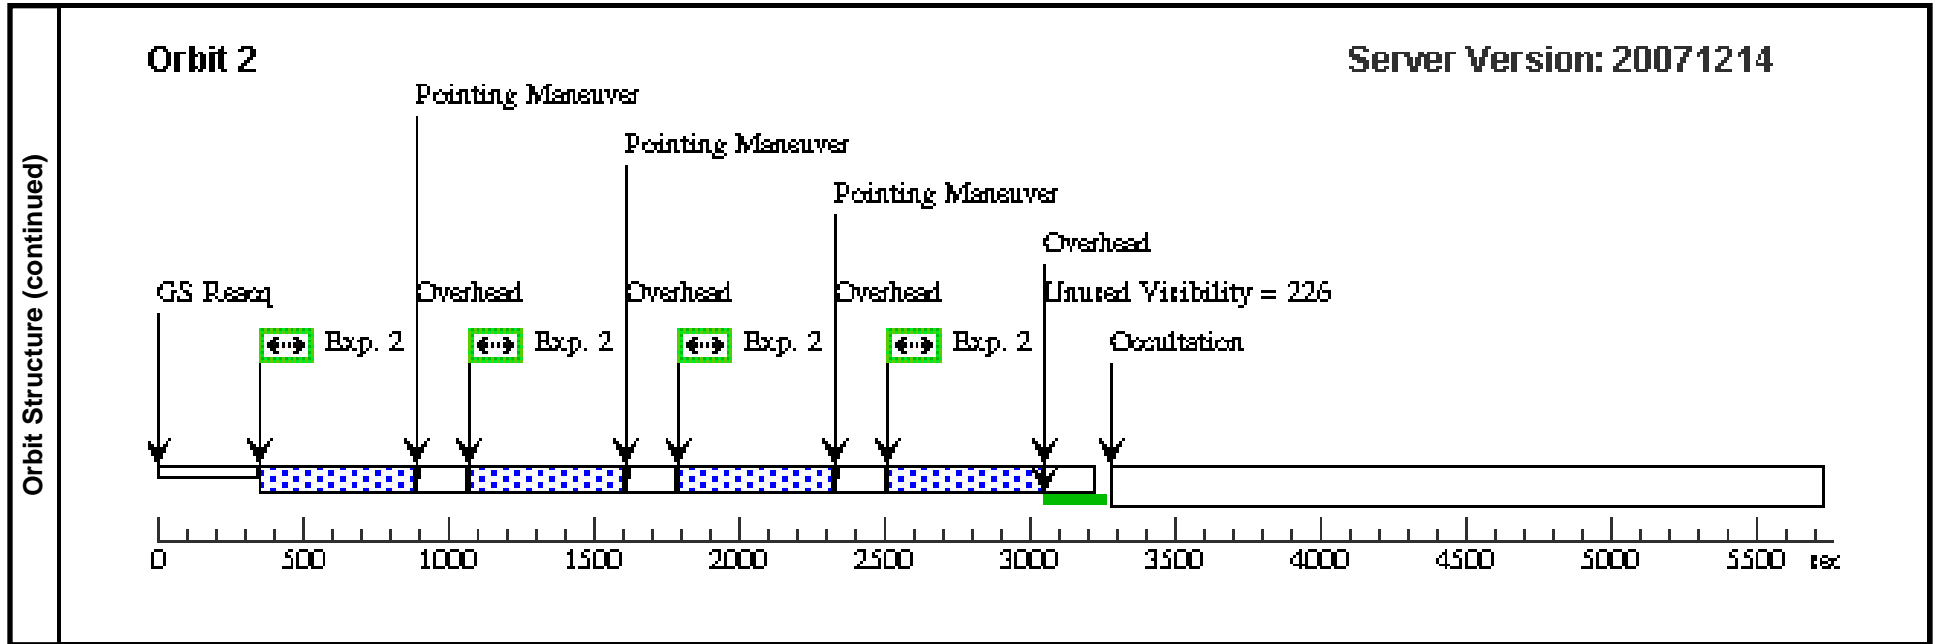 Orbit Structure (continued)
Orbit 2
Server Version: 20071214
Pointing Maneuver
Pointing Maneuver
Pointing Maneuver
Overhead
GS Reacq
Overhead
Overhead
Overhead
Unused Visibility = 226
Exp. 2
Exp. 2
Exp. 2
Exp. 2
Occultation
0 500 1000 1500 2000 2500 3000 3500 4000 4500 5000 5500 sec